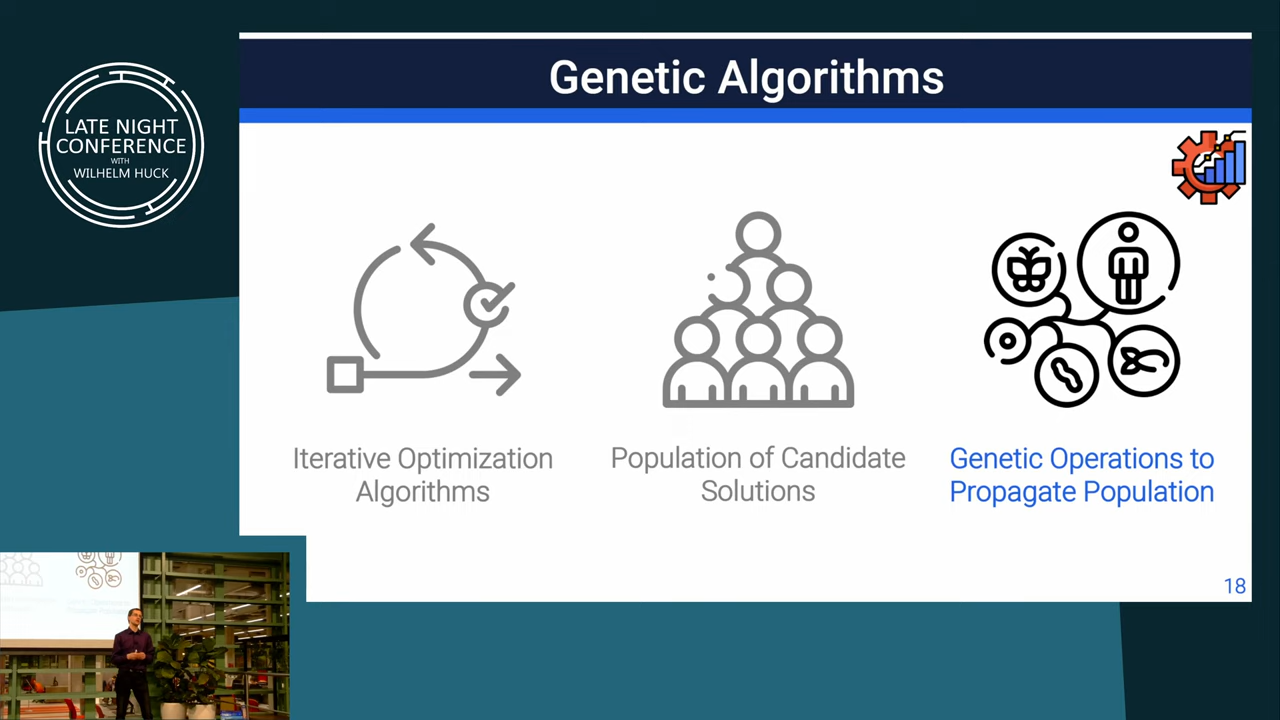 LATE NIGHT
CONFERENCE
WITH
WILHELM HUCK
Genetic Algorithms
Iterative Optimization
Algorithms
Population of Candidate
Solutions
Genetic Operations to
Propagate Population
18